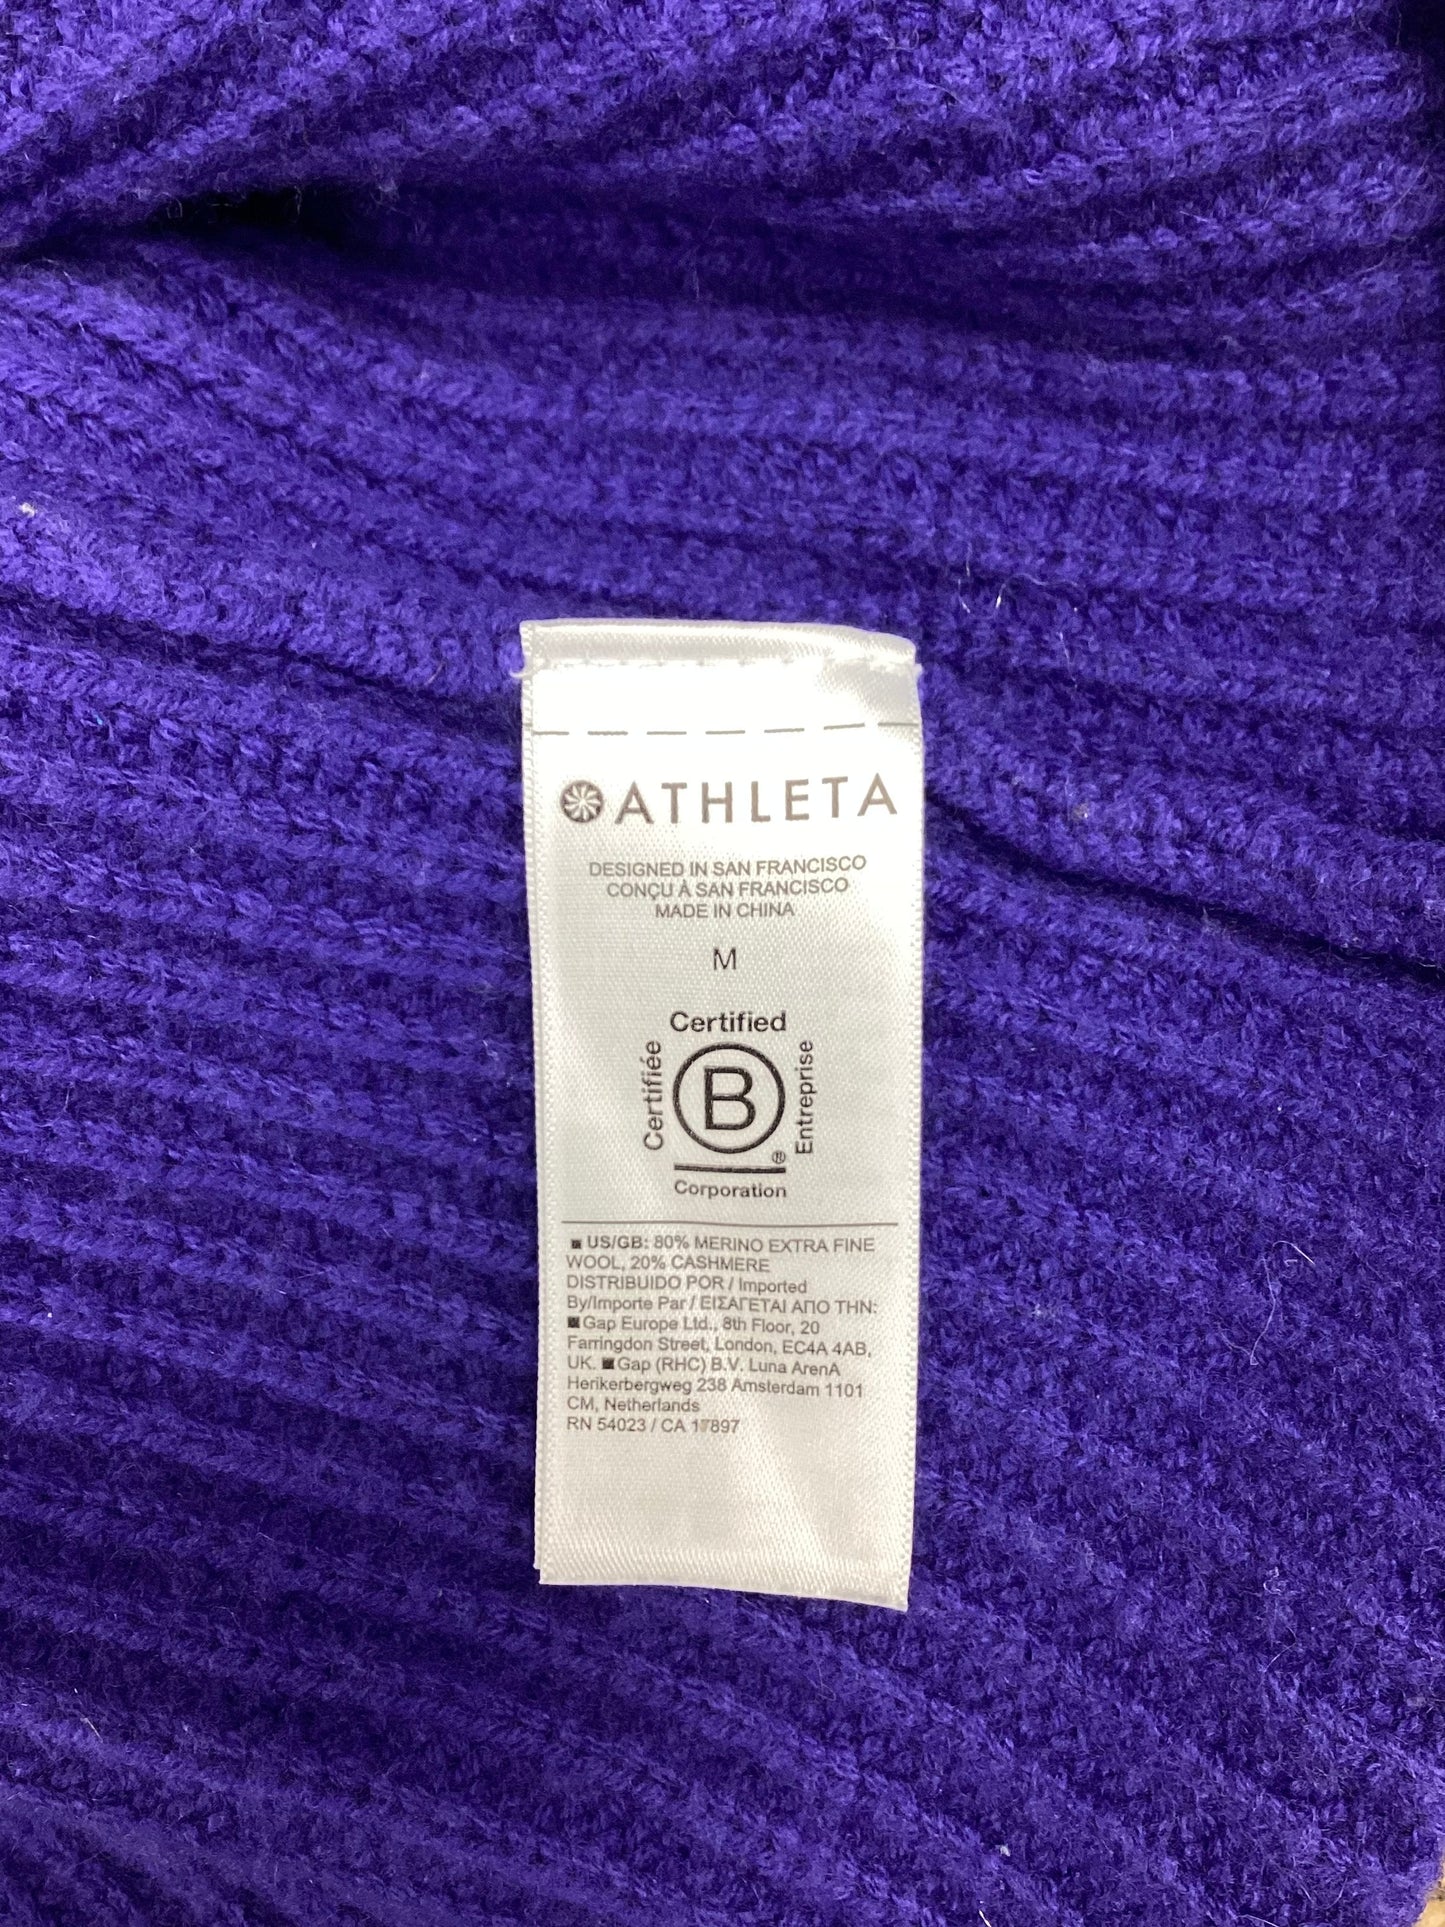 ATHLETA
DESIGNED IN SAN FRANCISCO
CONÇU À SAN FRANCISCO
MADE IN CHINA
M
Certified
Certifiée
B
Entreprise
®
Corporation
US/GB: 80% MERINO EXTRA FINE
WOOL, 20% CASHMERE
DISTRIBUIDO POR / Imported
By/Importe Par / ΕΙΣΑΓΕΤΑΙ ΑΠΟ ΤΗΝ:
Gap Europe Ltd., 8th Floor, 20
Farringdon Street, London, EC4A 4AB,
UK. Gap (RHC) B.V. Luna ArenA
Herikerbergweg 238 Amsterdam 1101
CM, Netherlands
RN 54023 / CA 17897